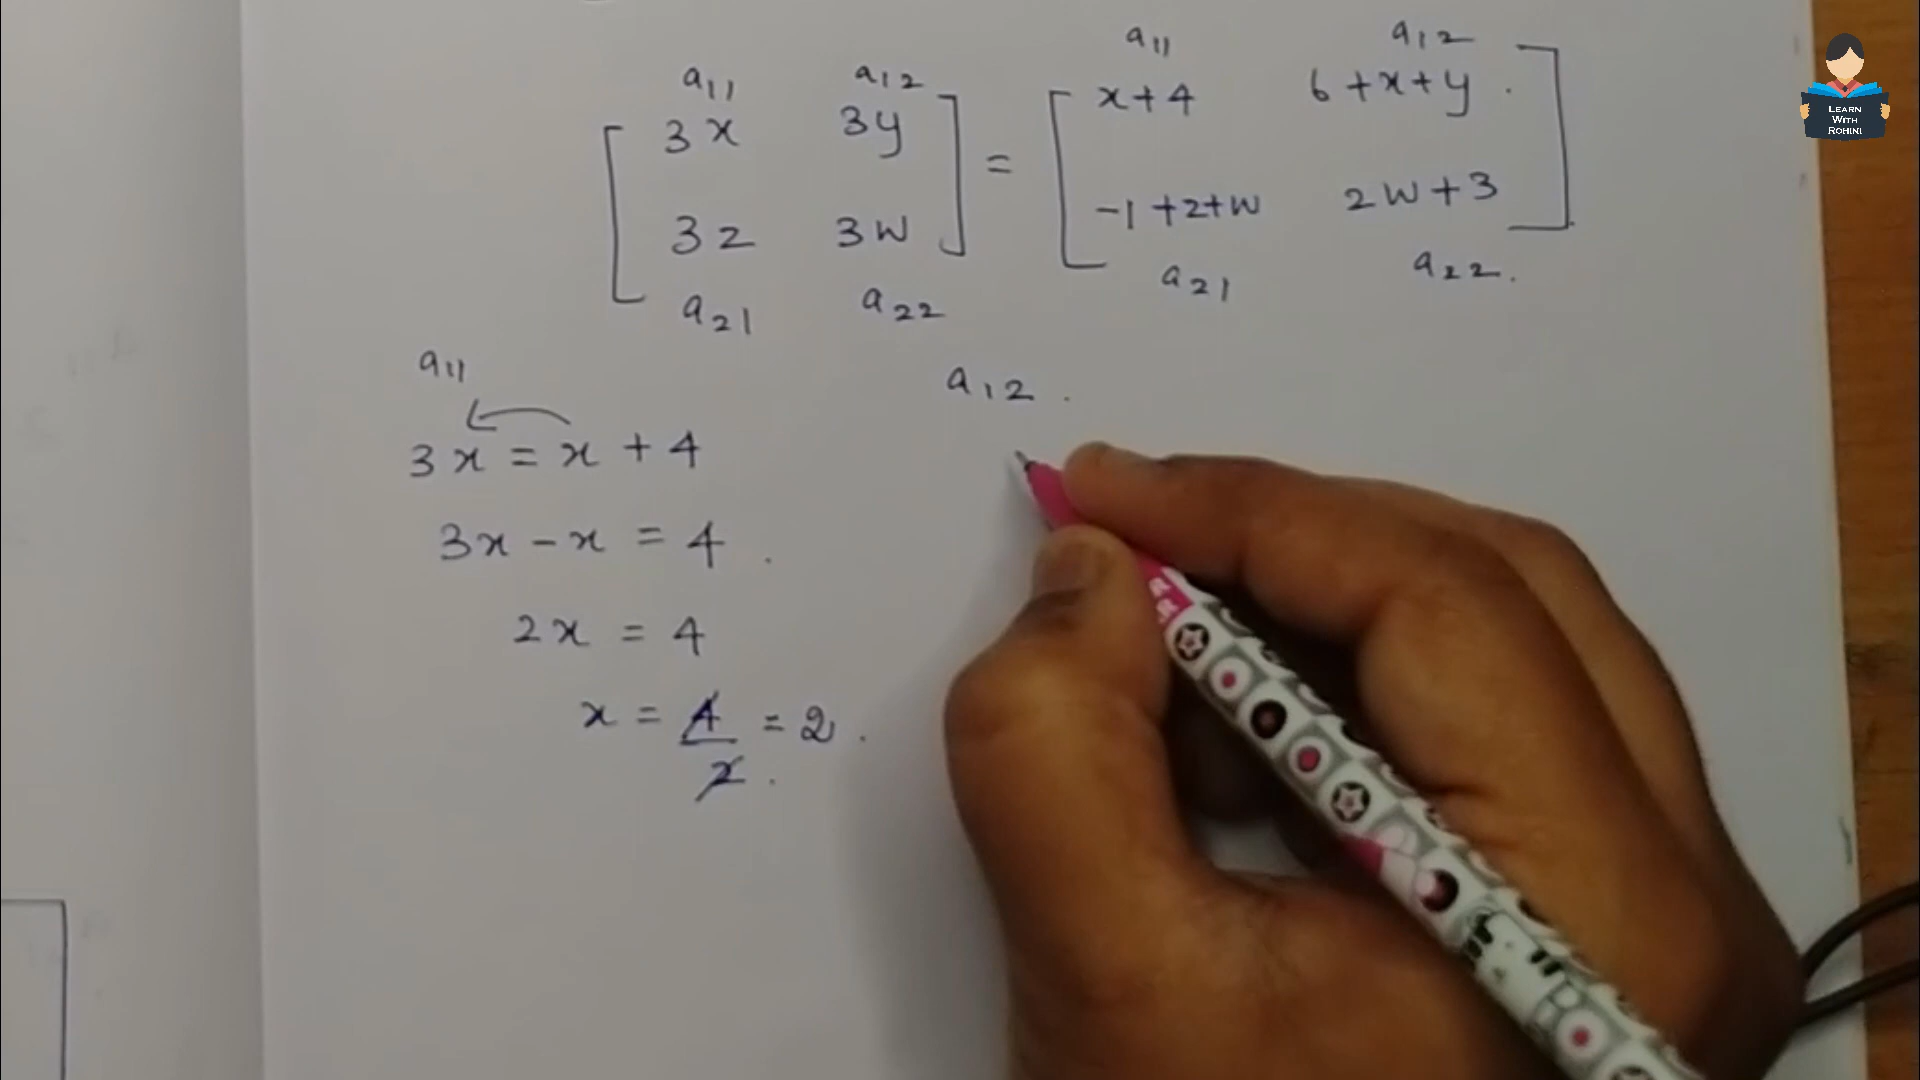 a11 a12 a11 a12
[ 3x 3y ] = [ x+4 6+x+y . ]
[ 3z 3w ] [ -1+z+w 2w+3 ]
a21 a22 a21 a22.
a11
3x = x + 4
3x - x = 4 .
2x = 4
x = 4/2 = 2 .
a12 .
LEARN
WITH
ROHINI